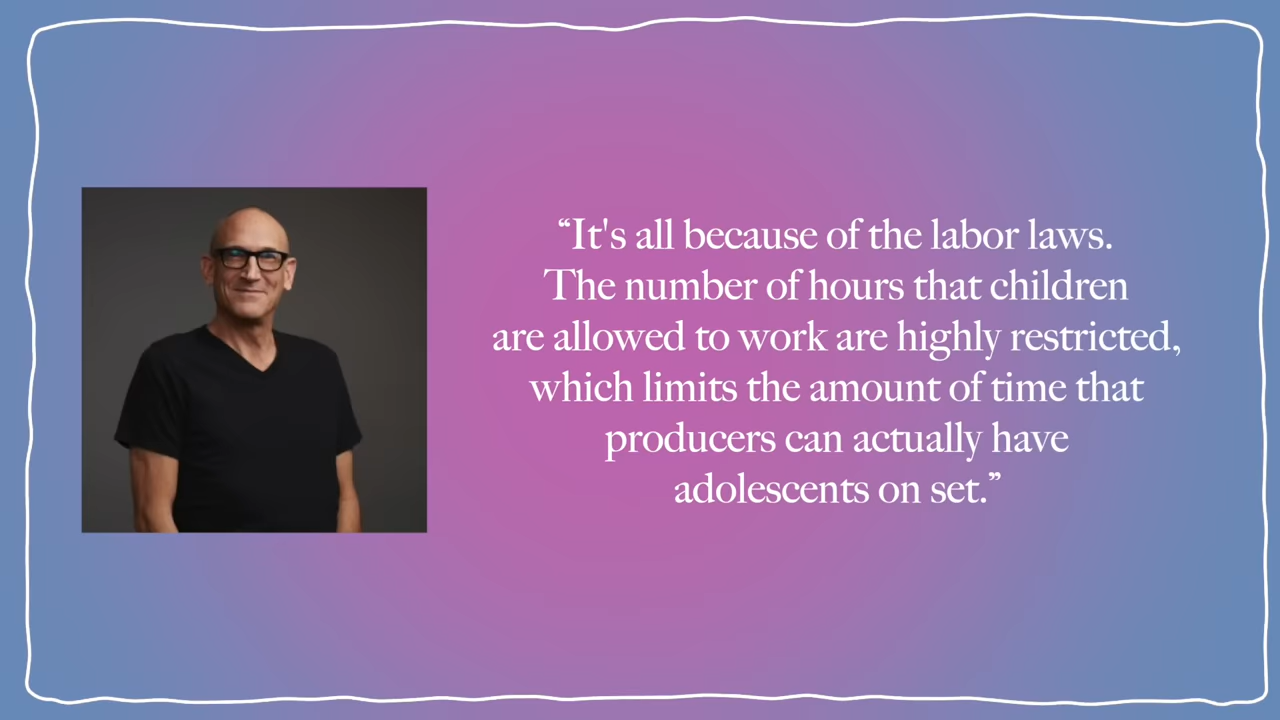 “It's all because of the labor laws.
The number of hours that children
are allowed to work are highly restricted,
which limits the amount of time that
producers can actually have
adolescents on set.”